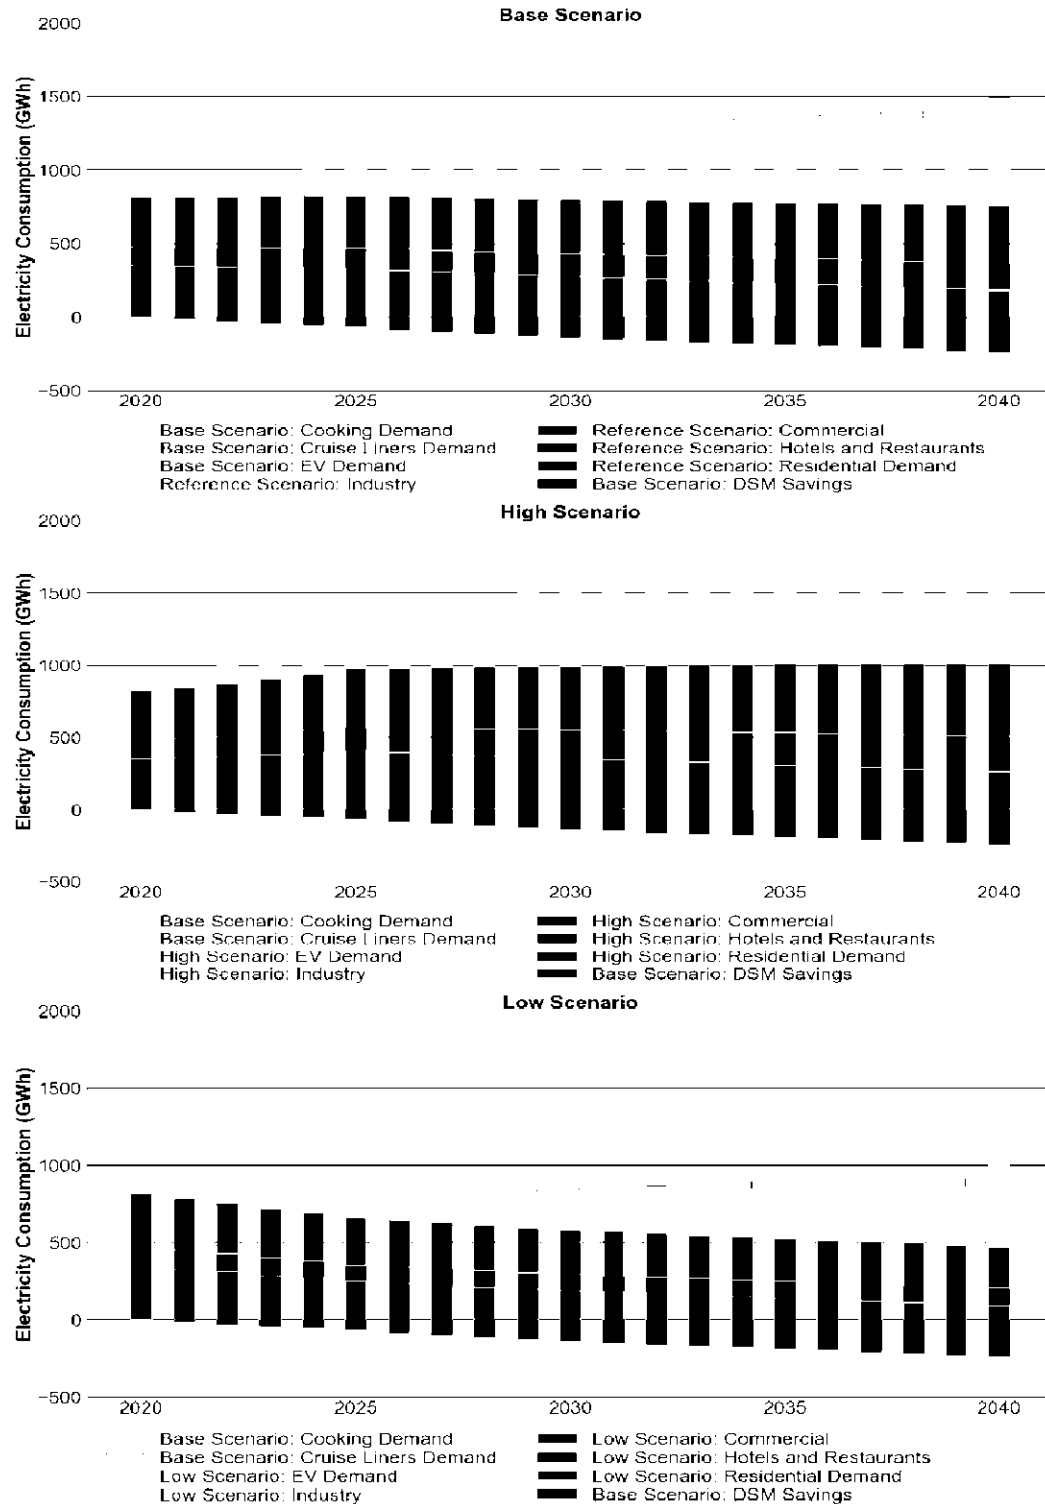 Base Scenario
Electricity Consumption (GWh)
2000
1500
1000
500
0
−500
2020 2025 2030 2035 2040
Base Scenario: Cooking Demand
Base Scenario: Cruise Liners Demand
Base Scenario: EV Demand
Reference Scenario: Industry
Reference Scenario: Commercial
Reference Scenario: Hotels and Restaurants
Reference Scenario: Residential Demand
Base Scenario: DSM Savings
High Scenario
Electricity Consumption (GWh)
2000
1500
1000
500
0
−500
2020 2025 2030 2035 2040
Base Scenario: Cooking Demand
Base Scenario: Cruise Liners Demand
High Scenario: EV Demand
High Scenario: Industry
High Scenario: Commercial
High Scenario: Hotels and Restaurants
High Scenario: Residential Demand
Base Scenario: DSM Savings
Low Scenario
Electricity Consumption (GWh)
2000
1500
1000
500
0
−500
2020 2025 2030 2035 2040
Base Scenario: Cooking Demand
Base Scenario: Cruise Liners Demand
Low Scenario: EV Demand
Low Scenario: Industry
Low Scenario: Commercial
Low Scenario: Hotels and Restaurants
Low Scenario: Residential Demand
Base Scenario: DSM Savings